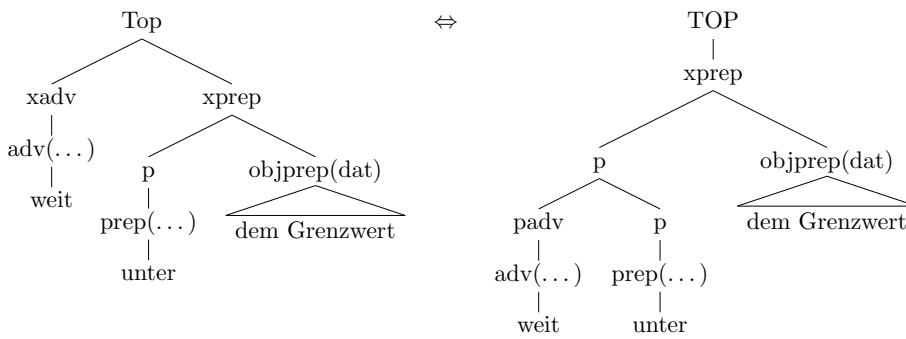 Top ⇔ TOP
xprep
xadv xprep
adv(...) p objprep(dat) p objprep(dat)
weit
prep(...) dem Grenzwert padv p dem Grenzwert
unter adv(...) prep(...)
weit unter